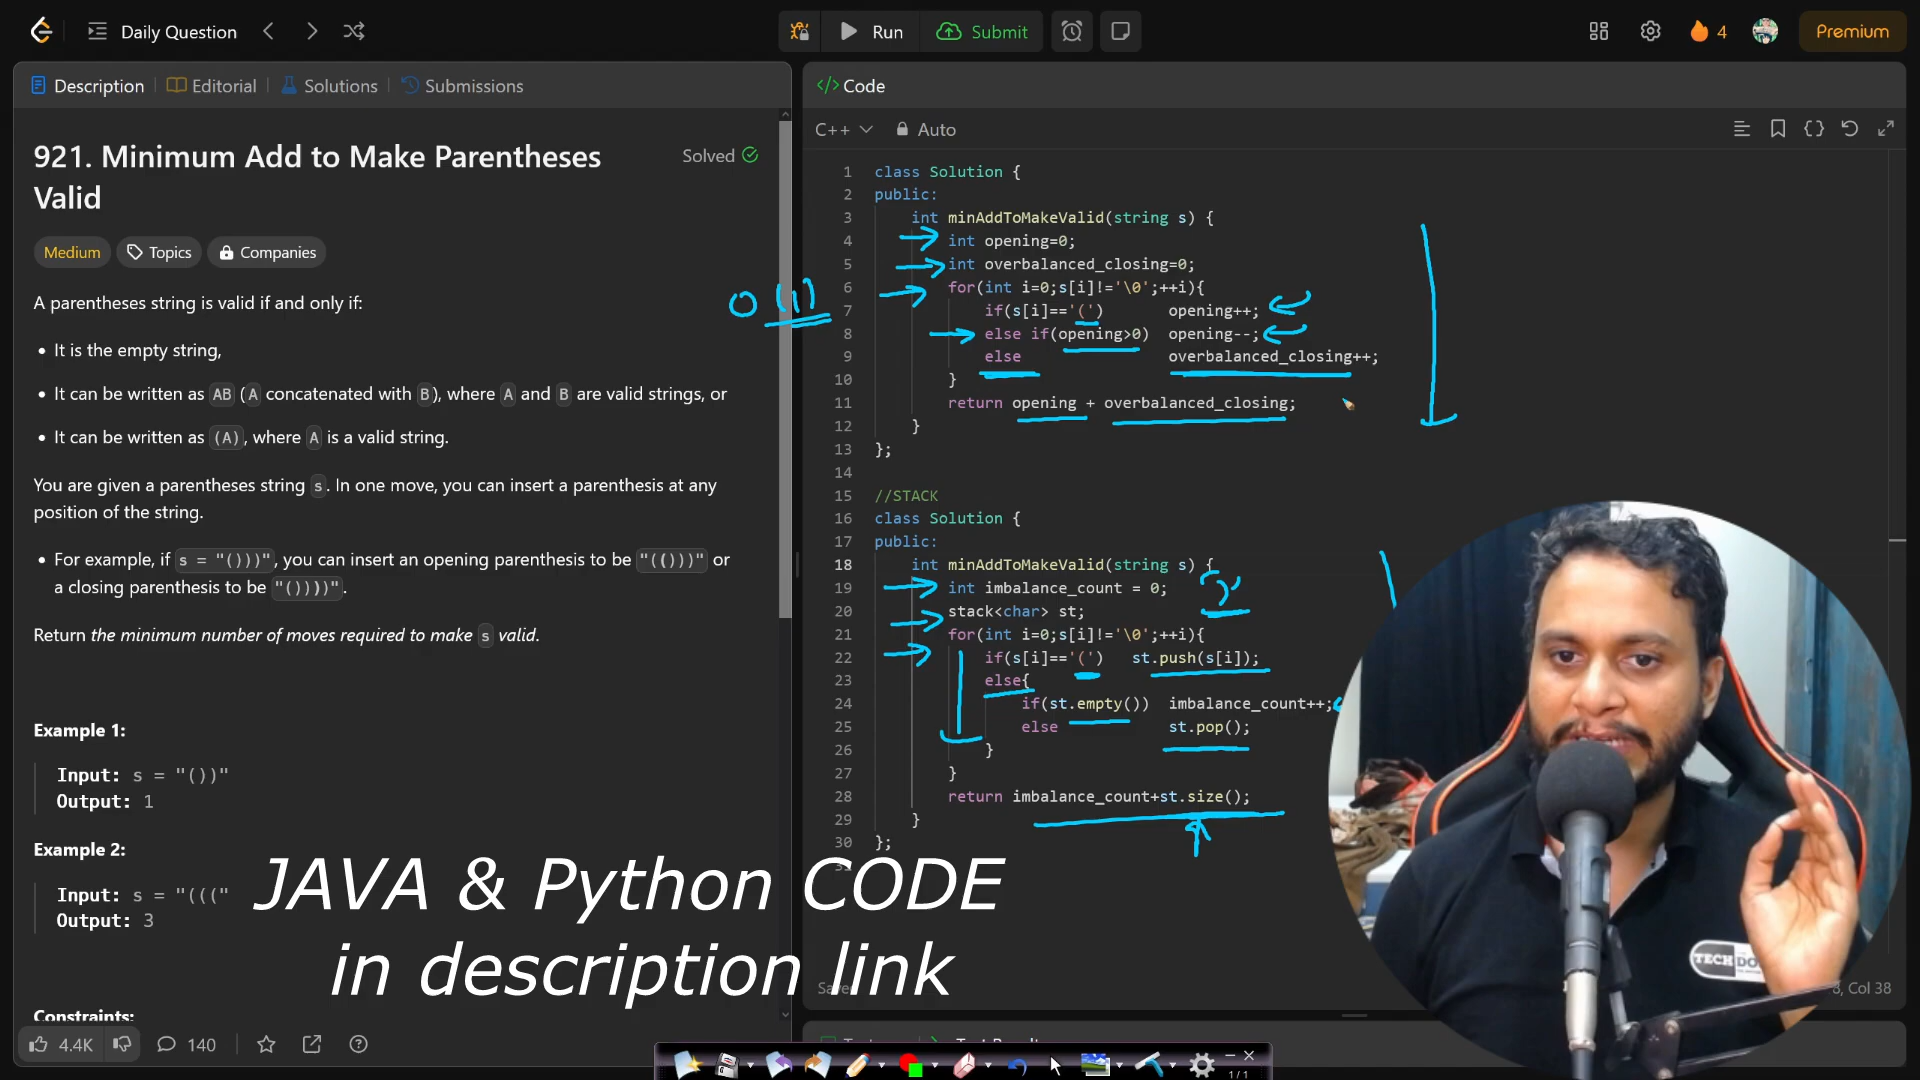 Daily Question
Run
Submit
4
Premium
Description
Editorial
Solutions
Submissions
921. Minimum Add to Make Parentheses
Valid
Solved
Medium
Topics
Companies
A parentheses string is valid if and only if:
• It is the empty string,
• It can be written as AB (A concatenated with B), where A and B are valid strings, or
• It can be written as (A), where A is a valid string.
You are given a parentheses string s. In one move, you can insert a parenthesis at any
position of the string.
• For example, if s = "()))", you can insert an opening parenthesis to be "(()))" or
a closing parenthesis to be "())))".
Return the minimum number of moves required to make s valid.
Example 1:
Input: s = "())"
Output: 1
Example 2:
Input: s = "((("
Output: 3
Constraints:
4.4K
140
O(1)
</> Code
C++
Auto
1 class Solution {
2 public:
3 int minAddToMakeValid(string s) {
4 int opening=0;
5 int overbalanced_closing=0;
6 for(int i=0;s[i]!='\0';++i){
7 if(s[i]=='(') opening++;
8 else if(opening>0) opening--;
9 else overbalanced_closing++;
10 }
11 return opening + overbalanced_closing;
12 }
13 };
14
15 //STACK
16 class Solution {
17 public:
18 int minAddToMakeValid(string s) {
19 int imbalance_count = 0;
20 stack<char> st;
21 for(int i=0;s[i]!='\0';++i){
22 if(s[i]=='(') st.push(s[i]);
23 else{
24 if(st.empty()) imbalance_count++;
25 else st.pop();
26 }
27 }
28 return imbalance_count+st.size();
29 }
30 };
')'
JAVA & Python CODE
in description link
TECH DO
8, Col 38
1/1